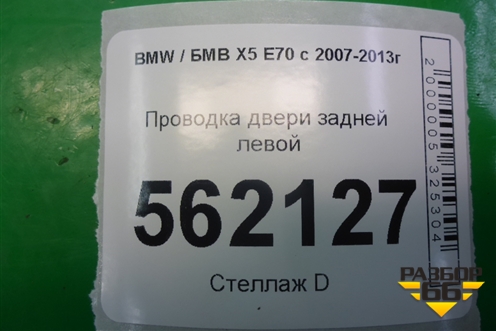 BMW / БМВ X5 E70 с 2007-2013г
Проводка двери задней
левой
562127
Стеллаж D
2000005325304
РАЗБОР
66